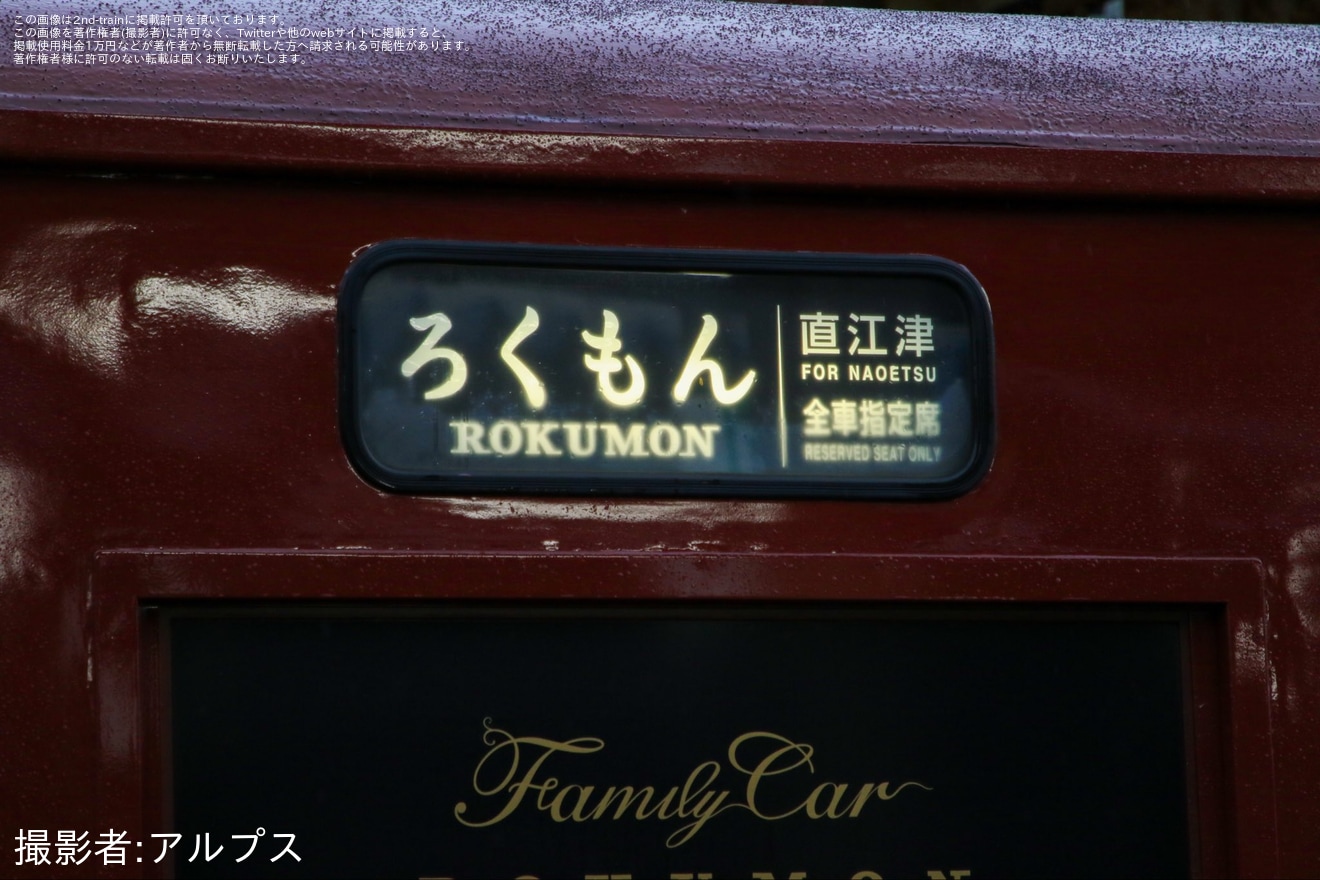 この画像は2nd-trainに掲載許可を頂いております。
この画像を著作権者(撮影者)に許可なく、Twitterや他のwebサイトに掲載すると、
掲載使用料金1万円などが著作者から無断転載した方へ請求される可能性があります。
著作権者様に許可のない転載は固くお断りいたします。
ろくもん
ROKUMON
直江津
FOR NAOETSU
全車指定席
RESERVED SEAT ONLY
Family Car
撮影者:アルプス